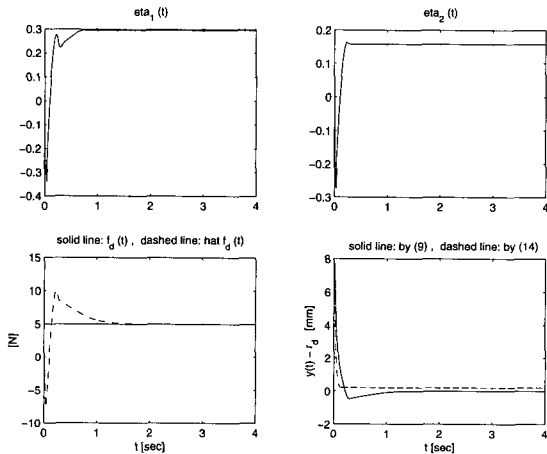 eta1 (t)
0.3
0.2
0.1
0
−0.1
−0.2
−0.3
−0.4
0 1 2 3 4
eta2 (t)
0.2
0.1
0
−0.1
−0.2
−0.3
0 1 2 3 4
solid line: f_d (t) , dashed line: hat f_d (t)
[N]
15
10
5
0
−5
−10
0 1 2 3 4
t [sec]
solid line: by (9) , dashed line: by (14)
y(t) − r_d [mm]
8
6
4
2
0
−2
0 1 2 3 4
t [sec]